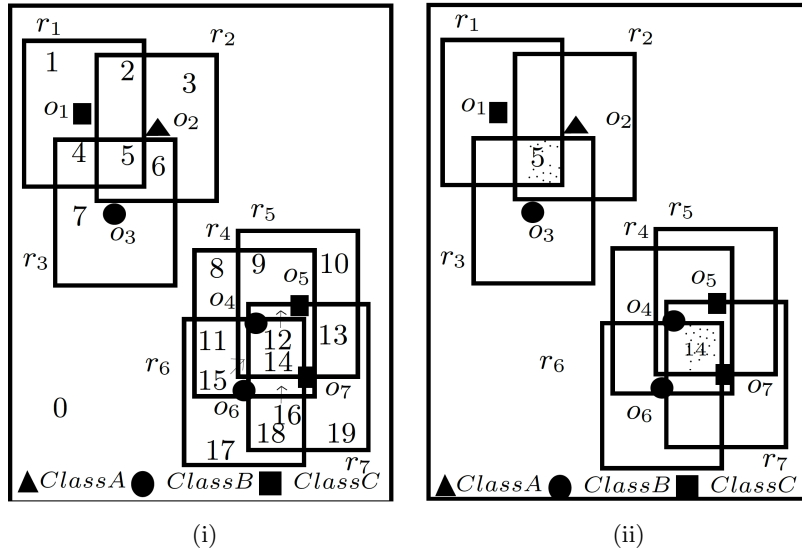 r1
r2
1
2
3
o1
o2
4
5
6
7
o3
r3
r5
r4
8
9
10
o5
o4
11
12
13
r6
15
14
o7
o6
16
0
17
18
19
r7
ClassA ClassB ClassC
(i)
r1
r2
o1
o2
5
o3
r5
r4
r3
o5
o4
r6
14
o7
o6
r7
ClassA ClassB ClassC
(ii)